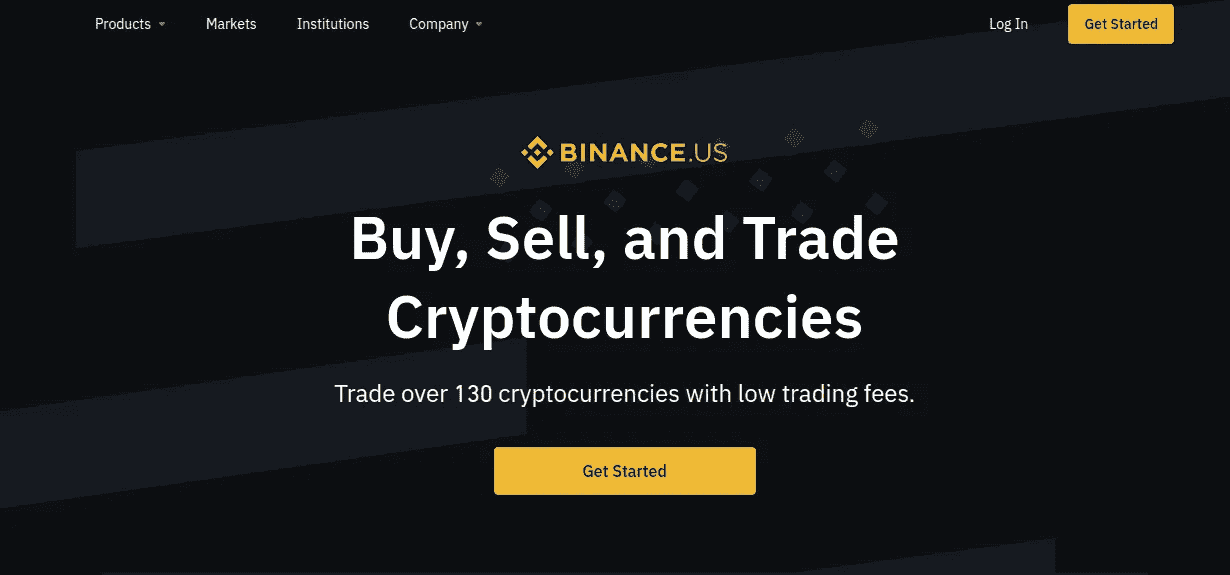 Products Markets Institutions Company Log In Get Started
BINANCE.US
Buy, Sell, and Trade
Cryptocurrencies
Trade over 130 cryptocurrencies with low trading fees.
Get Started